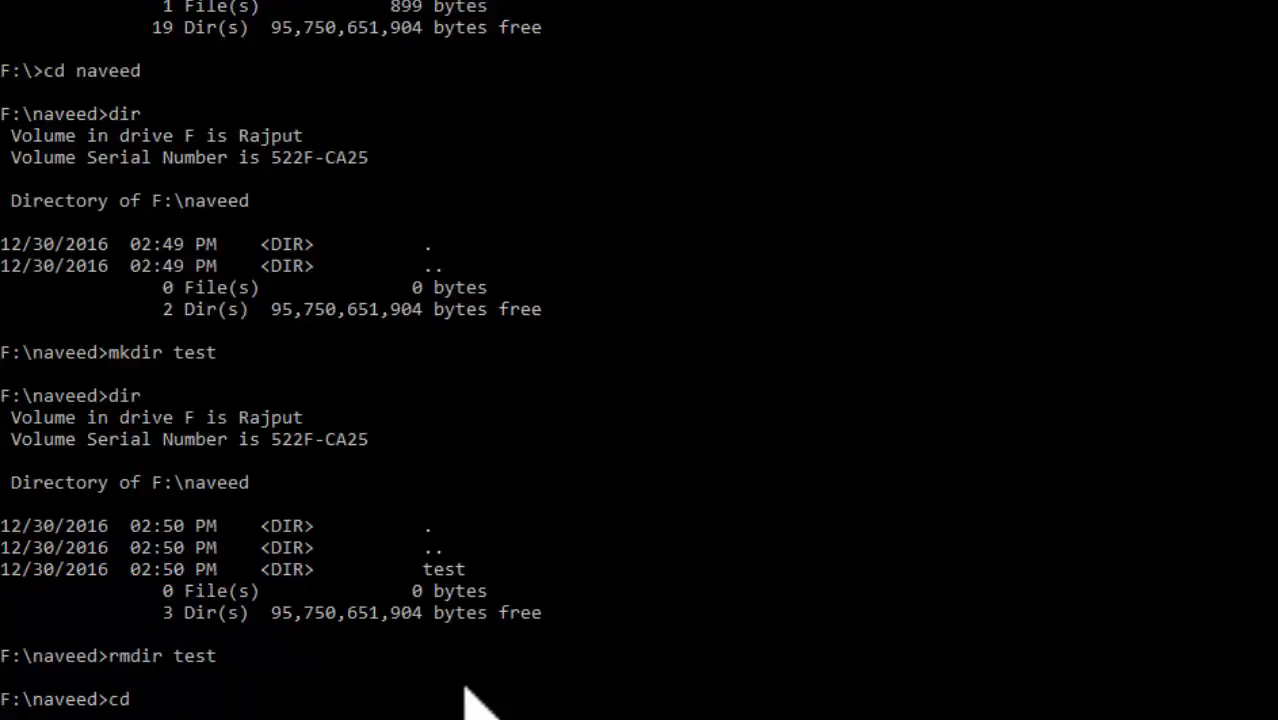 1 File(s) 899 bytes
19 Dir(s) 95,750,651,904 bytes free
F:\>cd naveed
F:\naveed>dir
Volume in drive F is Rajput
Volume Serial Number is 522F-CA25
Directory of F:\naveed
12/30/2016 02:49 PM <DIR> .
12/30/2016 02:49 PM <DIR> ..
0 File(s) 0 bytes
2 Dir(s) 95,750,651,904 bytes free
F:\naveed>mkdir test
F:\naveed>dir
Volume in drive F is Rajput
Volume Serial Number is 522F-CA25
Directory of F:\naveed
12/30/2016 02:50 PM <DIR> .
12/30/2016 02:50 PM <DIR> ..
12/30/2016 02:50 PM <DIR> test
0 File(s) 0 bytes
3 Dir(s) 95,750,651,904 bytes free
F:\naveed>rmdir test
F:\naveed>cd